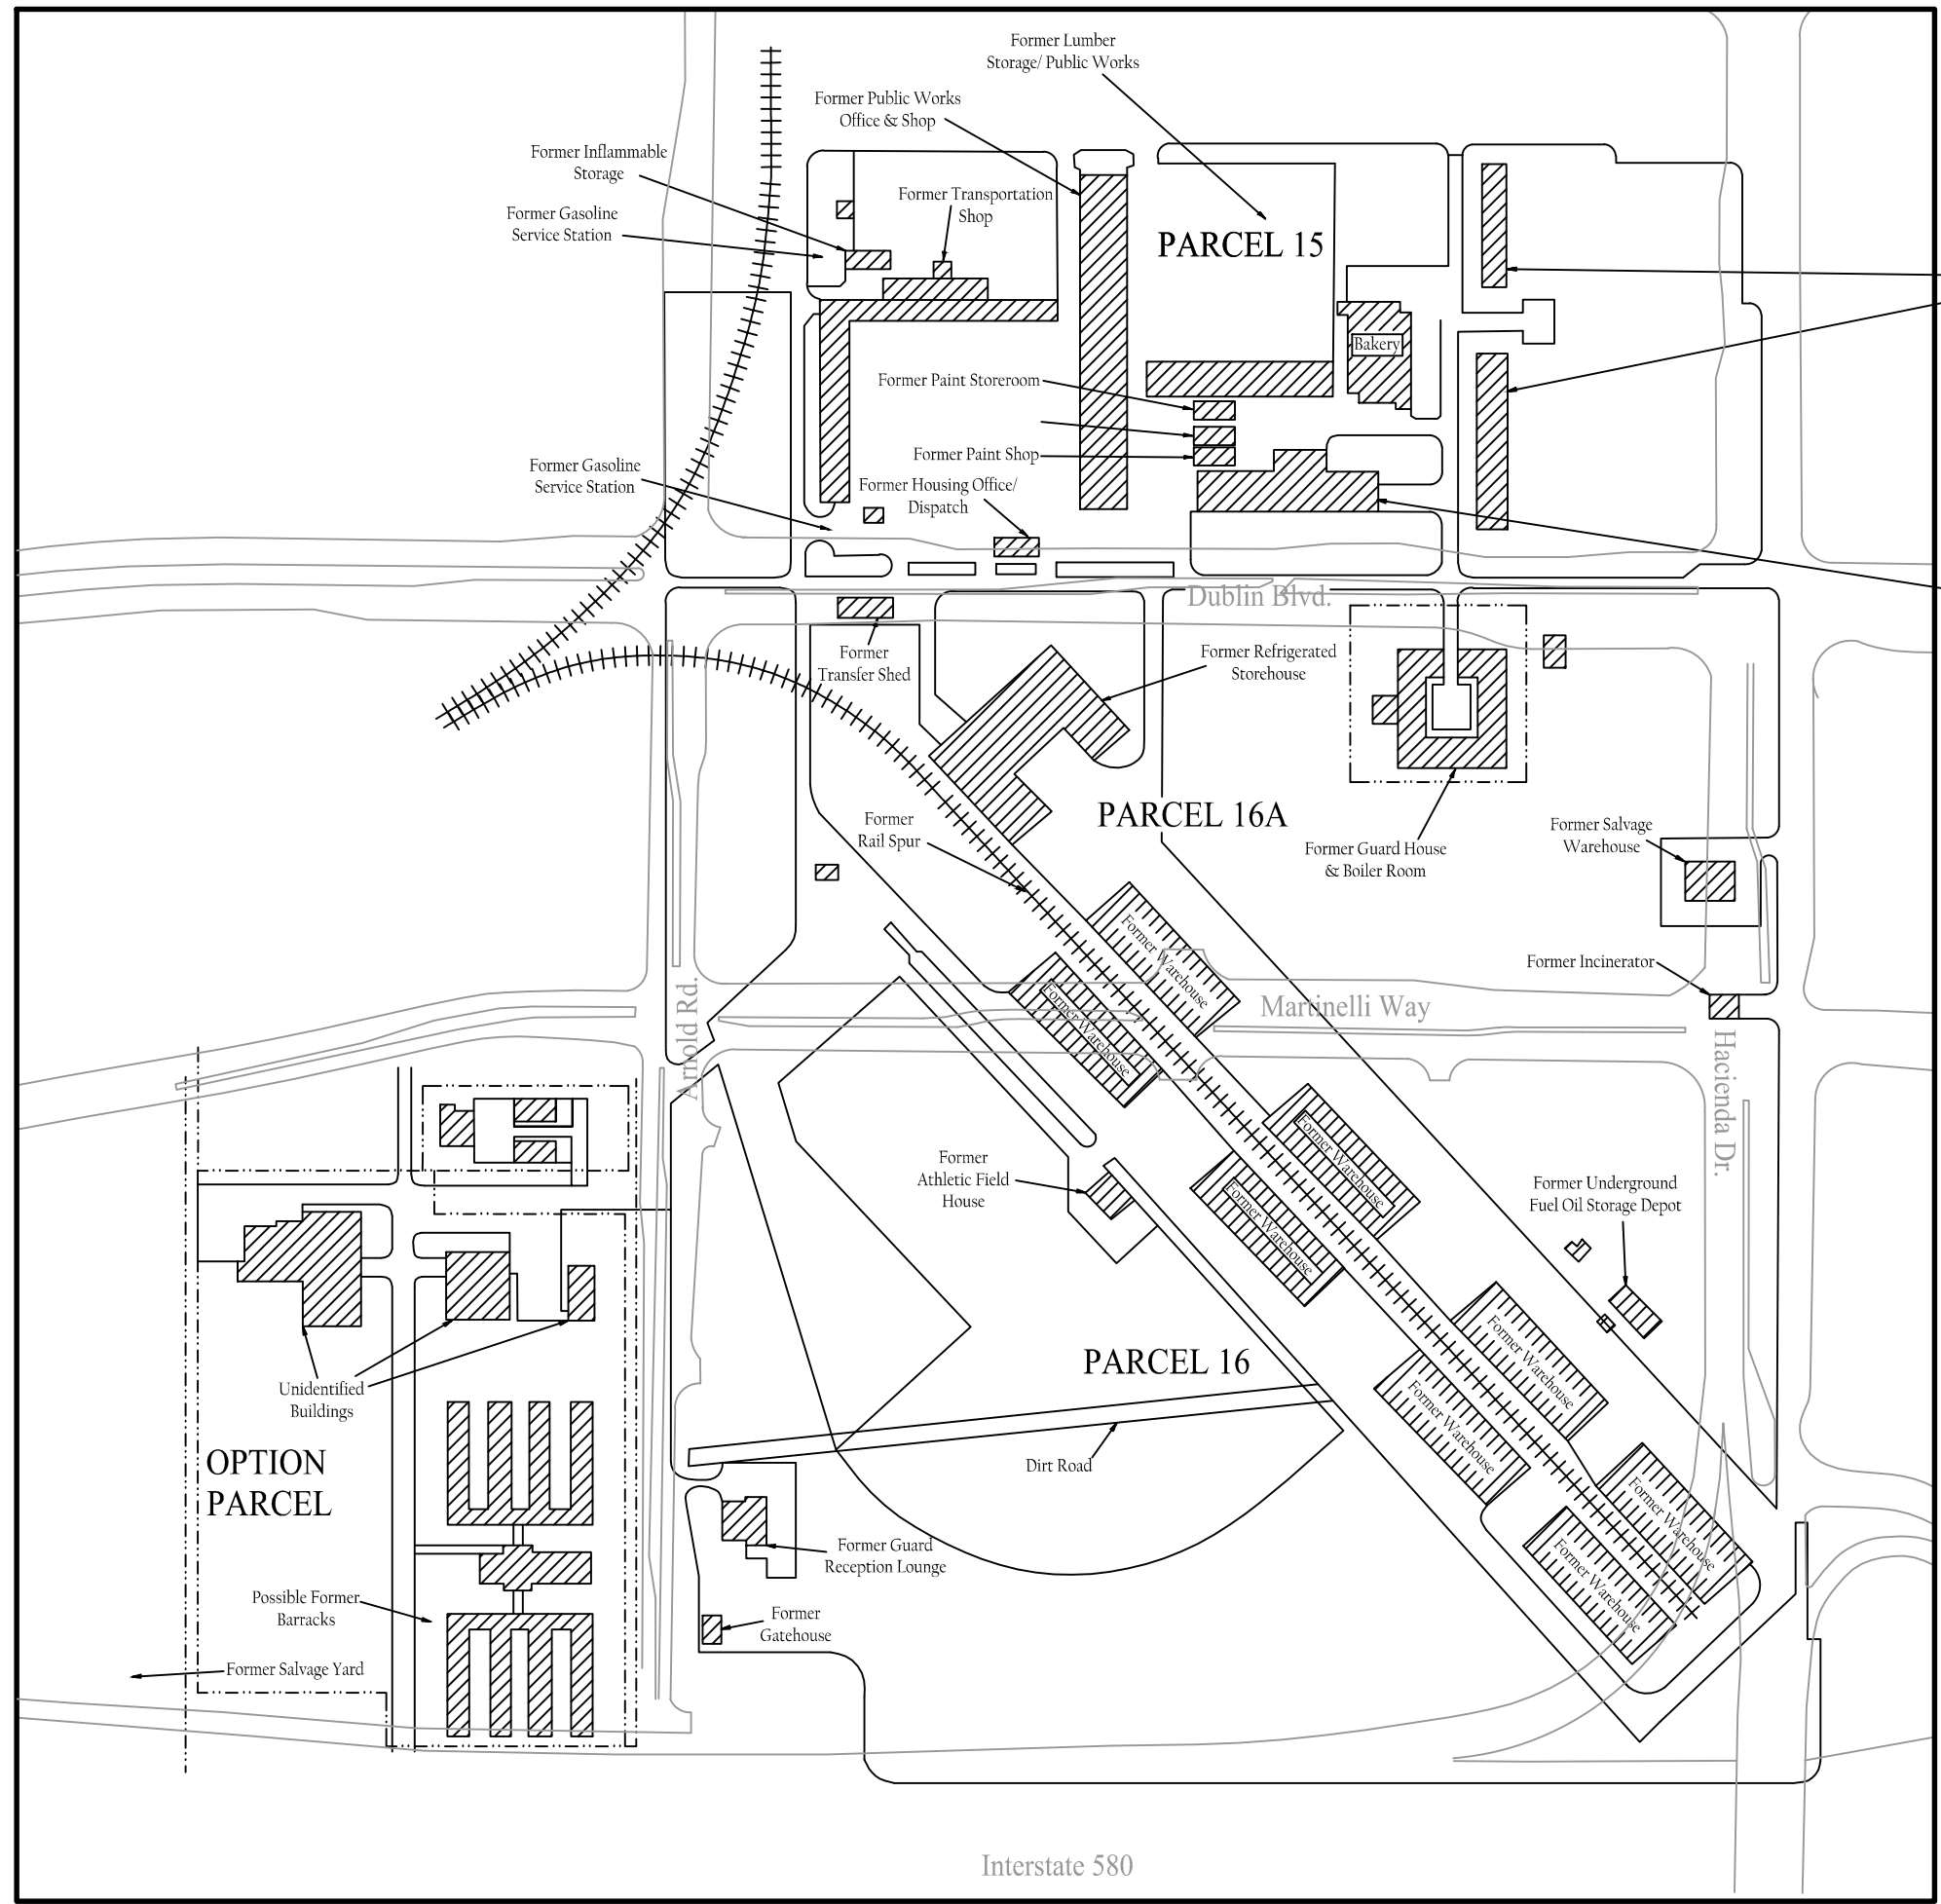 Former Lumber
Storage/ Public Works
Former Public Works
Office & Shop
Former Inflammable
Storage
Former Transportation
Shop
Former Gasoline
Service Station
PARCEL 15
Bakery
Former Paint Storeroom
Former Paint Shop
Former Gasoline
Service Station
Former Housing Office/
Dispatch
Dublin Blvd.
Former
Transfer Shed
Former Refrigerated
Storehouse
PARCEL 16A
Former
Rail Spur
Former Guard House
& Boiler Room
Former Salvage
Warehouse
Former Incinerator
Former Warehouse
Former Warehouse
Martinelli Way
Arnold Rd.
Hacienda Dr.
Former
Athletic Field
House
Former Warehouse
Former Warehouse
Former Underground
Fuel Oil Storage Depot
PARCEL 16
Former Warehouse
Former Warehouse
Unidentified
Buildings
OPTION
PARCEL
Dirt Road
Former Warehouse
Former Warehouse
Former Guard
Reception Lounge
Possible Former
Barracks
Former
Gatehouse
Former Salvage Yard
Interstate 580